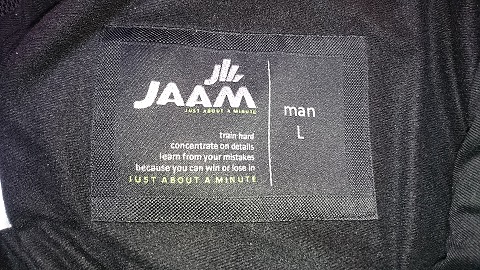 JAAM
JUST ABOUT A MINUTE
train hard
concentrate on details
learn from your mistakes
because you can win or lose in
JUST ABOUT A MINUTE
man
L